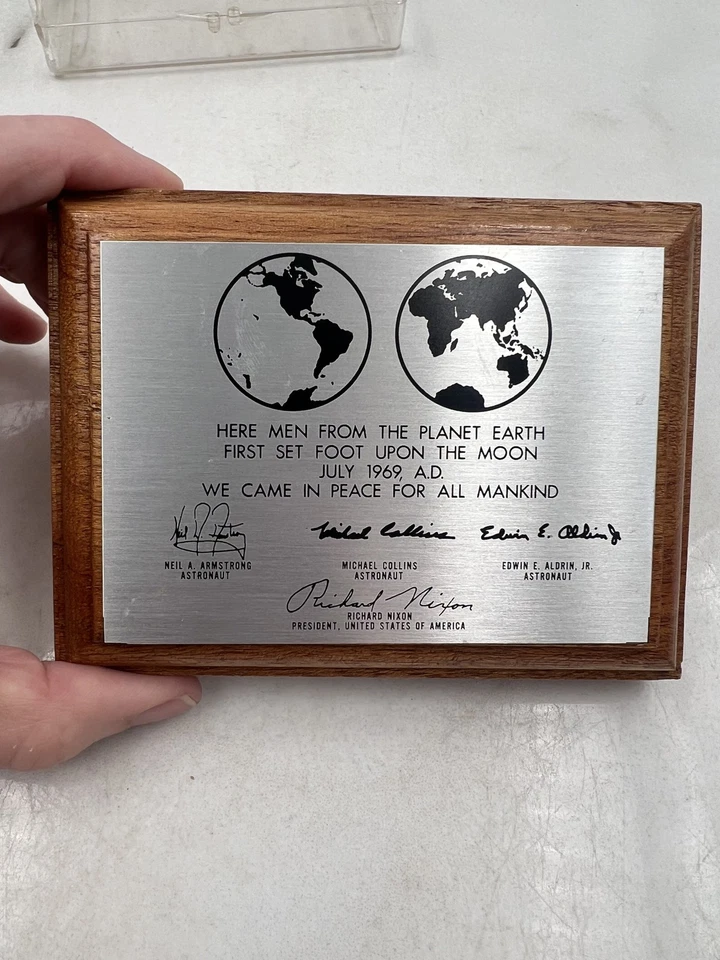 HERE MEN FROM THE PLANET EARTH
FIRST SET FOOT UPON THE MOON
JULY 1969, A.D.
WE CAME IN PEACE FOR ALL MANKIND
Neil A. Armstrong Michael Collins Edwin E. Aldrin Jr
NEIL A. ARMSTRONG MICHAEL COLLINS EDWIN E. ALDRIN, JR.
ASTRONAUT ASTRONAUT ASTRONAUT
Richard Nixon
RICHARD NIXON
PRESIDENT, UNITED STATES OF AMERICA